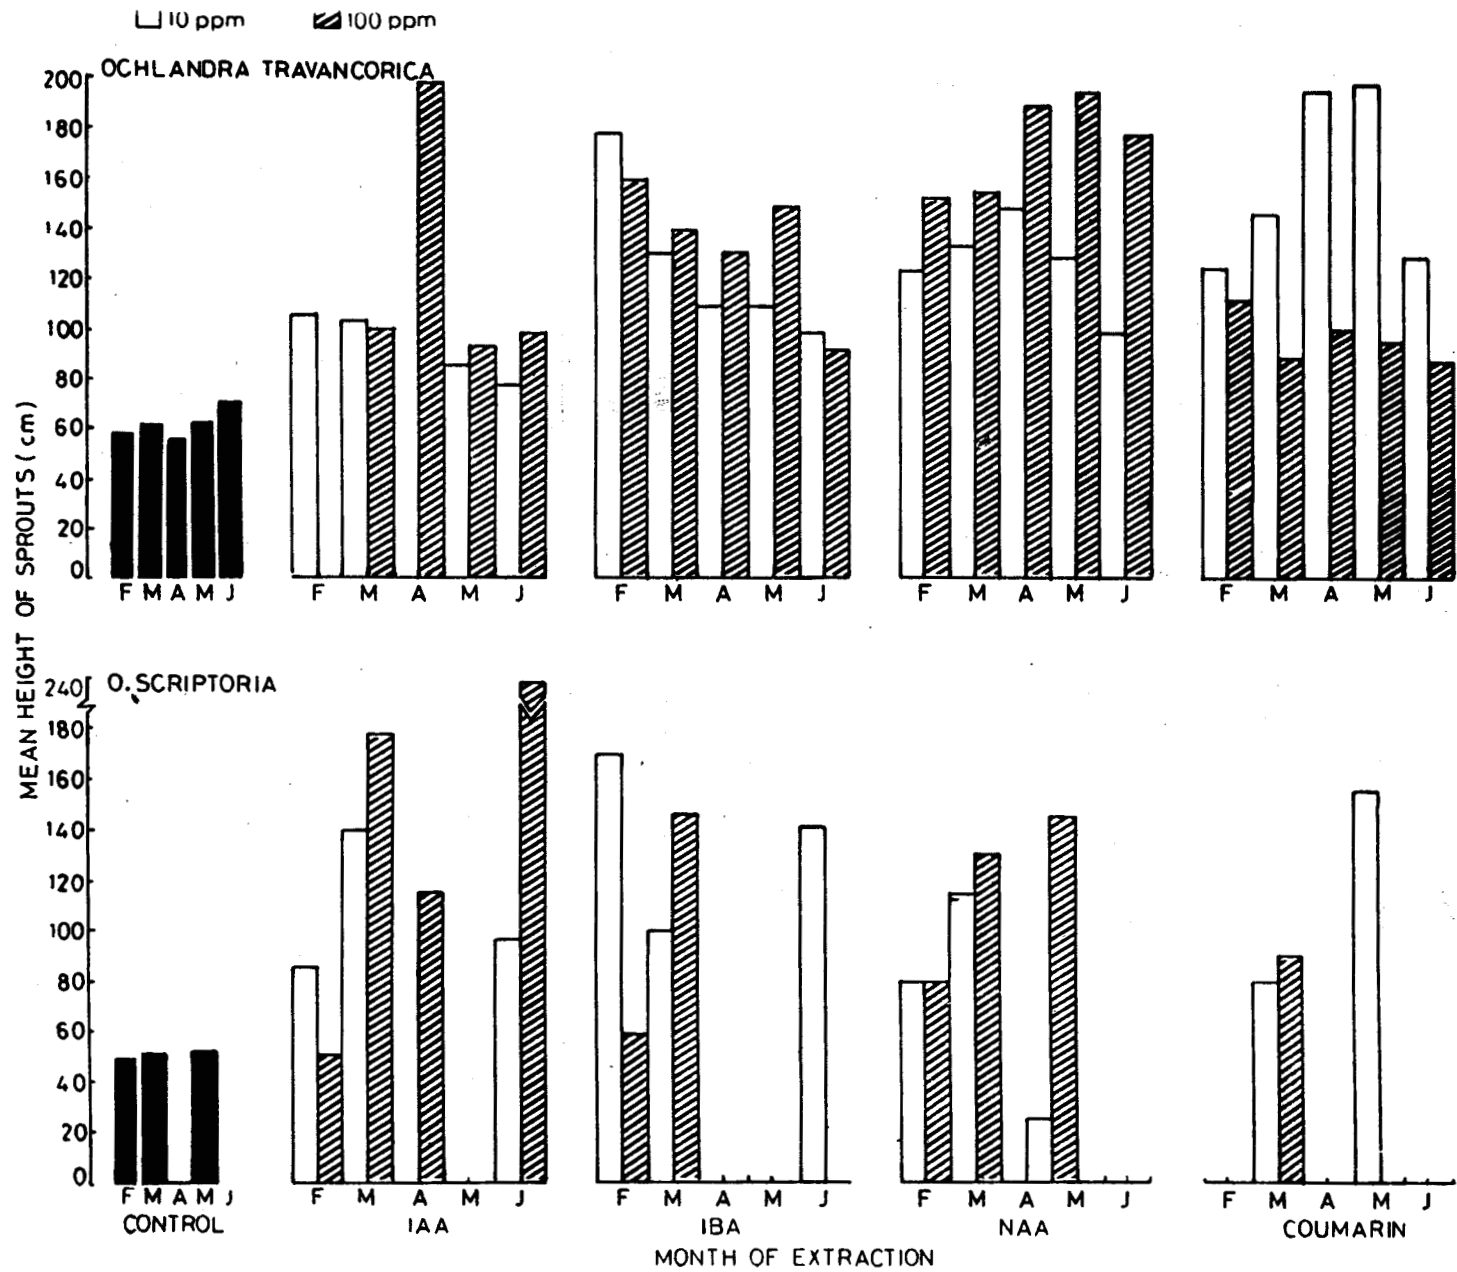 10 ppm 100 ppm
OCHLANDRA TRAVANCORICA
200
180
160
140
120
100
80
60
40
20
0
F M A M J F M A M J F M A M J F M A M J F M A M J
MEAN HEIGHT OF SPROUTS (cm)
O. SCRIPTORIA
240
180
160
140
120
100
80
60
40
20
0
F M A M J F M A M J F M A M J F M A M J F M A M J
CONTROL IAA IBA NAA COUMARIN
MONTH OF EXTRACTION